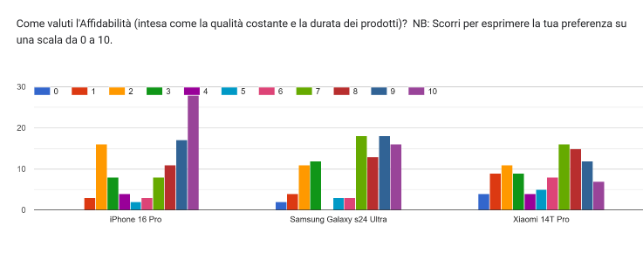 Come valuti l'Affidabilità (intesa come la qualità costante e la durata dei prodotti)?  NB: Scorri per esprimere la tua preferenza su
una scala da 0 a 10.
30
0 1 2 3 4 5 6 7 8 9 10
20
10
0
iPhone 16 Pro Samsung Galaxy s24 Ultra Xiaomi 14T Pro